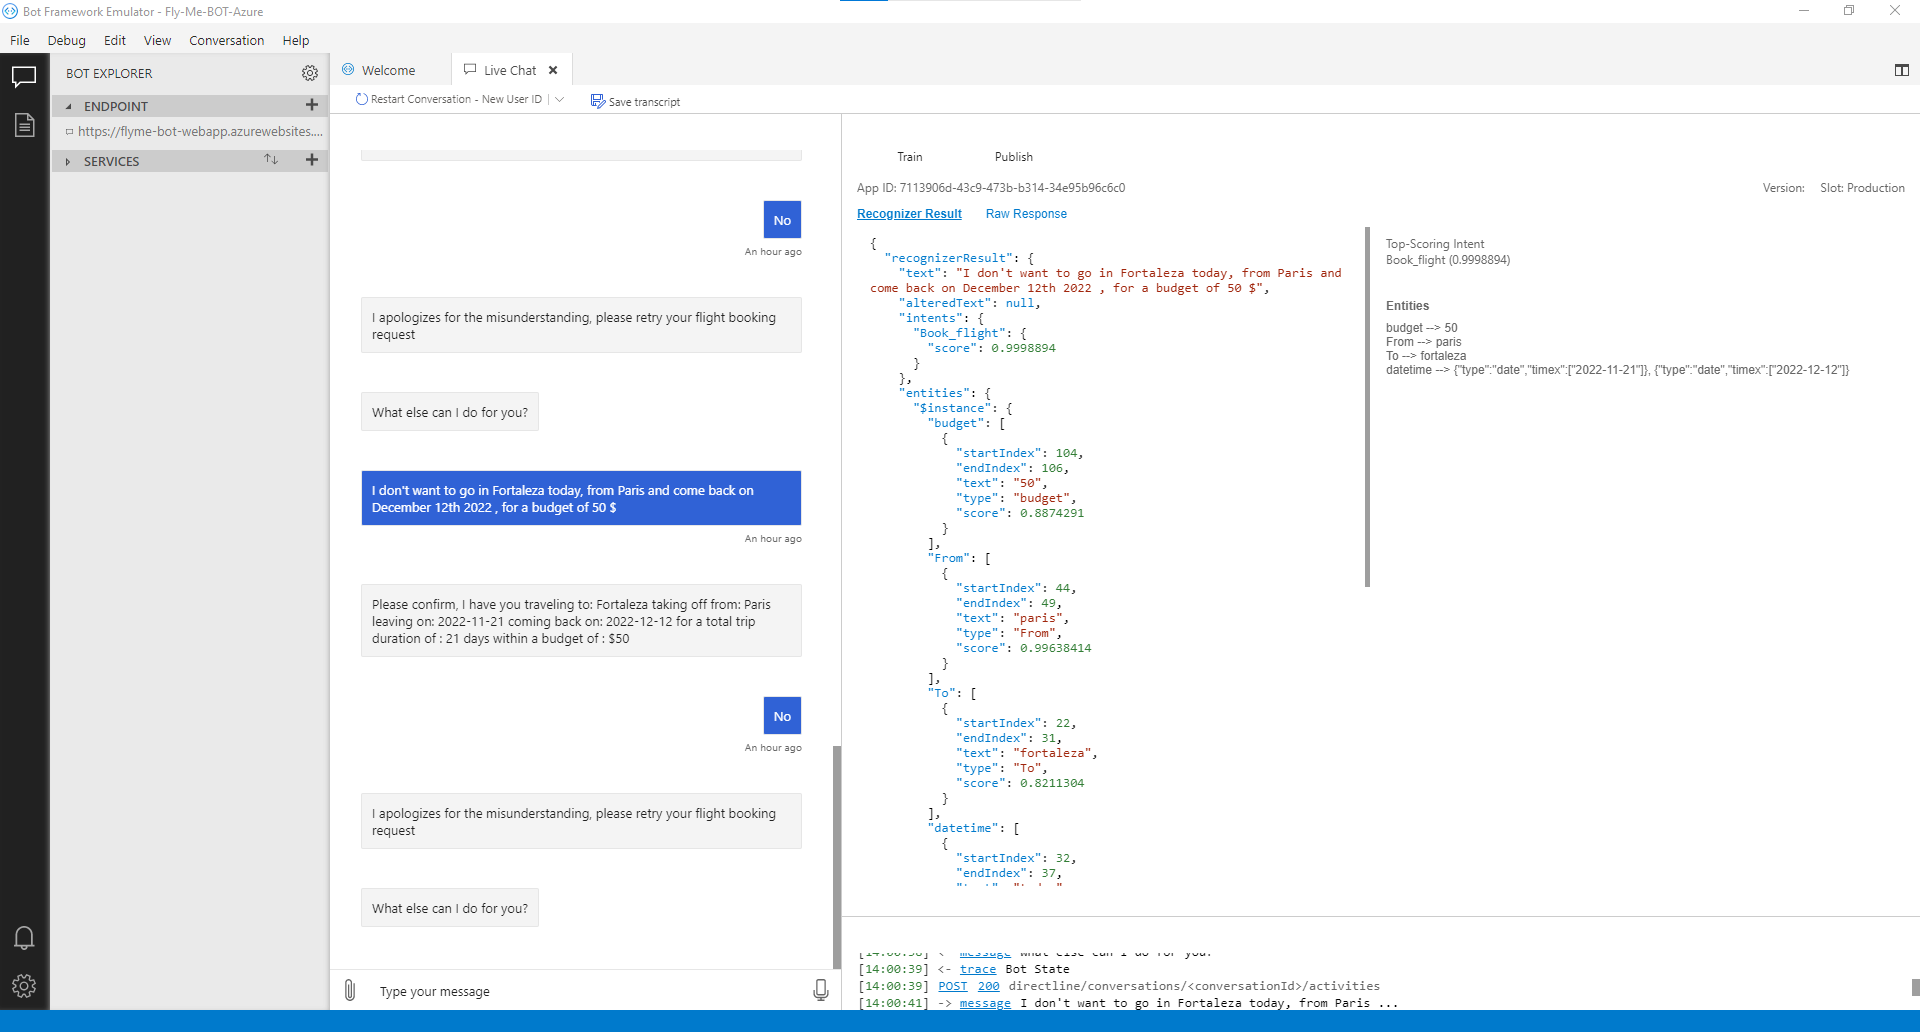 Bot Framework Emulator - Fly-Me-BOT-Azure
File Debug Edit View Conversation Help
BOT EXPLORER
ENDPOINT
https://flyme-bot-webapp.azurewebsites....
SERVICES
Welcome
Live Chat
Restart Conversation - New User ID
Save transcript
No
An hour ago
I apologizes for the misunderstanding, please retry your flight booking
request
What else can I do for you?
I don't want to go in Fortaleza today, from Paris and come back on
December 12th 2022 , for a budget of 50 $
An hour ago
Please confirm, I have you traveling to: Fortaleza taking off from: Paris
leaving on: 2022-11-21 coming back on: 2022-12-12 for a total trip
duration of : 21 days within a budget of : $50
No
An hour ago
I apologizes for the misunderstanding, please retry your flight booking
request
What else can I do for you?
Type your message
Train Publish
App ID: 7113906d-43c9-473b-b314-34e95b96c6c0
Version: Slot: Production
Recognizer Result Raw Response
{
"recognizerResult": {
"text": "I don't want to go in Fortaleza today, from Paris and
come back on December 12th 2022 , for a budget of 50 $",
"alteredText": null,
"intents": {
"Book_flight": {
"score": 0.9998894
}
},
"entities": {
"$instance": {
"budget": [
{
"startIndex": 104,
"endIndex": 106,
"text": "50",
"type": "budget",
"score": 0.8874291
}
],
"From": [
{
"startIndex": 44,
"endIndex": 49,
"text": "paris",
"type": "From",
"score": 0.99638414
}
],
"To": [
{
"startIndex": 22,
"endIndex": 31,
"text": "fortaleza",
"type": "To",
"score": 0.8211304
}
],
"datetime": [
{
"startIndex": 32,
"endIndex": 37,
Top-Scoring Intent
Book_flight (0.9998894)
Entities
budget --> 50
From --> paris
To --> fortaleza
datetime --> {"type":"date","timex":["2022-11-21"]}, {"type":"date","timex":["2022-12-12"]}
[14:00:38] <- message What else can I do for you?
[14:00:39] <- trace Bot State
[14:00:39] POST 200 directline/conversations/<conversationId>/activities
[14:00:41] -> message I don't want to go in Fortaleza today, from Paris ...